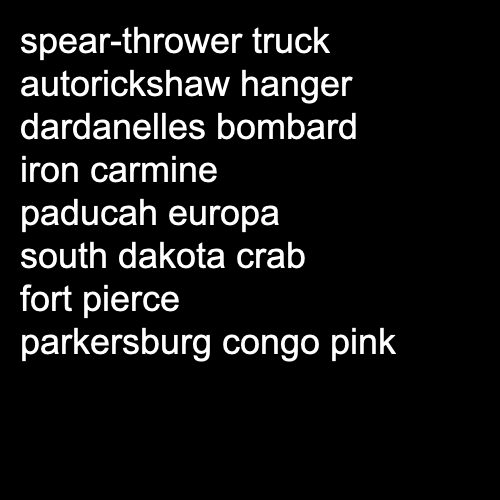 spear-thrower truck
autorickshaw hanger
dardanelles bombard
iron carmine
paducah europa
south dakota crab
fort pierce
parkersburg congo pink